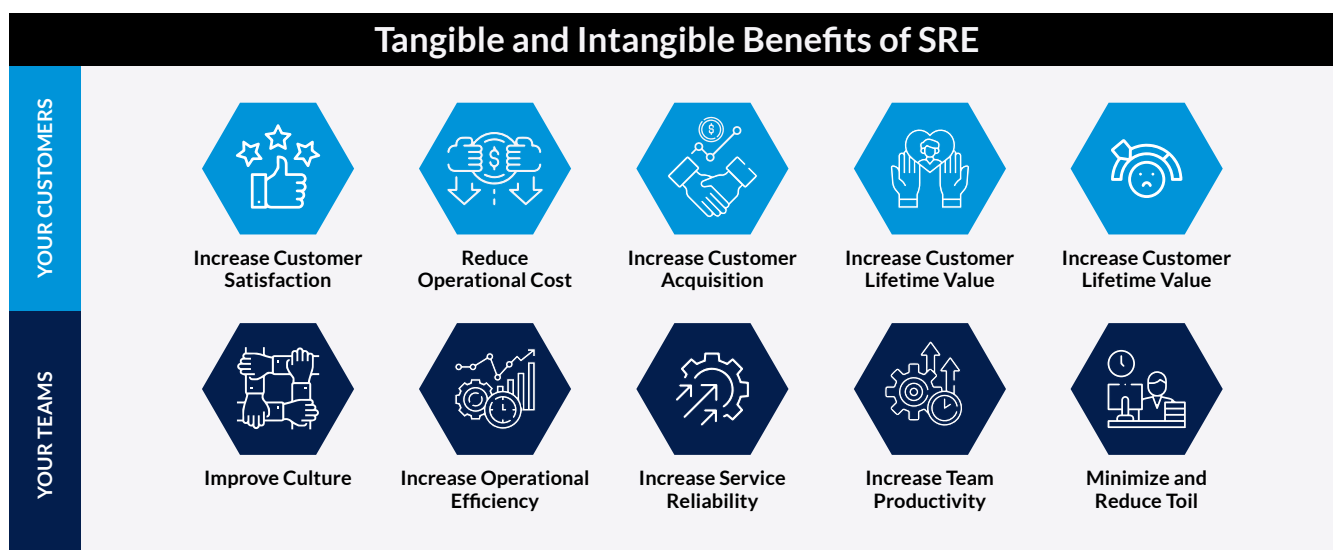 Tangible and Intangible Benefits of SRE
YOUR CUSTOMERS
Increase Customer
Satisfaction
Reduce
Operational Cost
Increase Customer
Acquisition
Increase Customer
Lifetime Value
Increase Customer
Lifetime Value
YOUR TEAMS
Improve Culture
Increase Operational
Efficiency
Increase Service
Reliability
Increase Team
Productivity
Minimize and
Reduce Toil